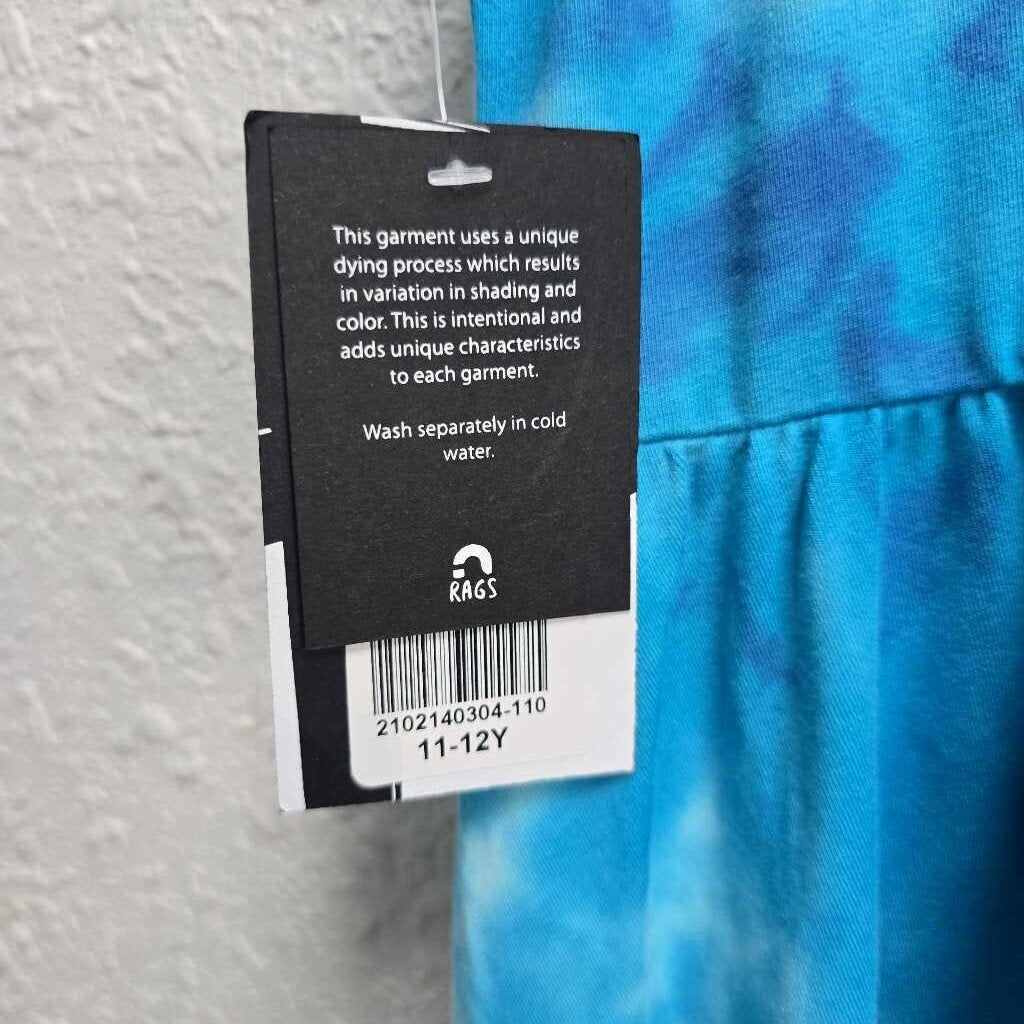 This garment uses a unique
dying process which results
in variation in shading and
color. This is intentional and
adds unique characteristics
to each garment.
Wash separately in cold
water.
RAGS
2102140304-110
11-12Y